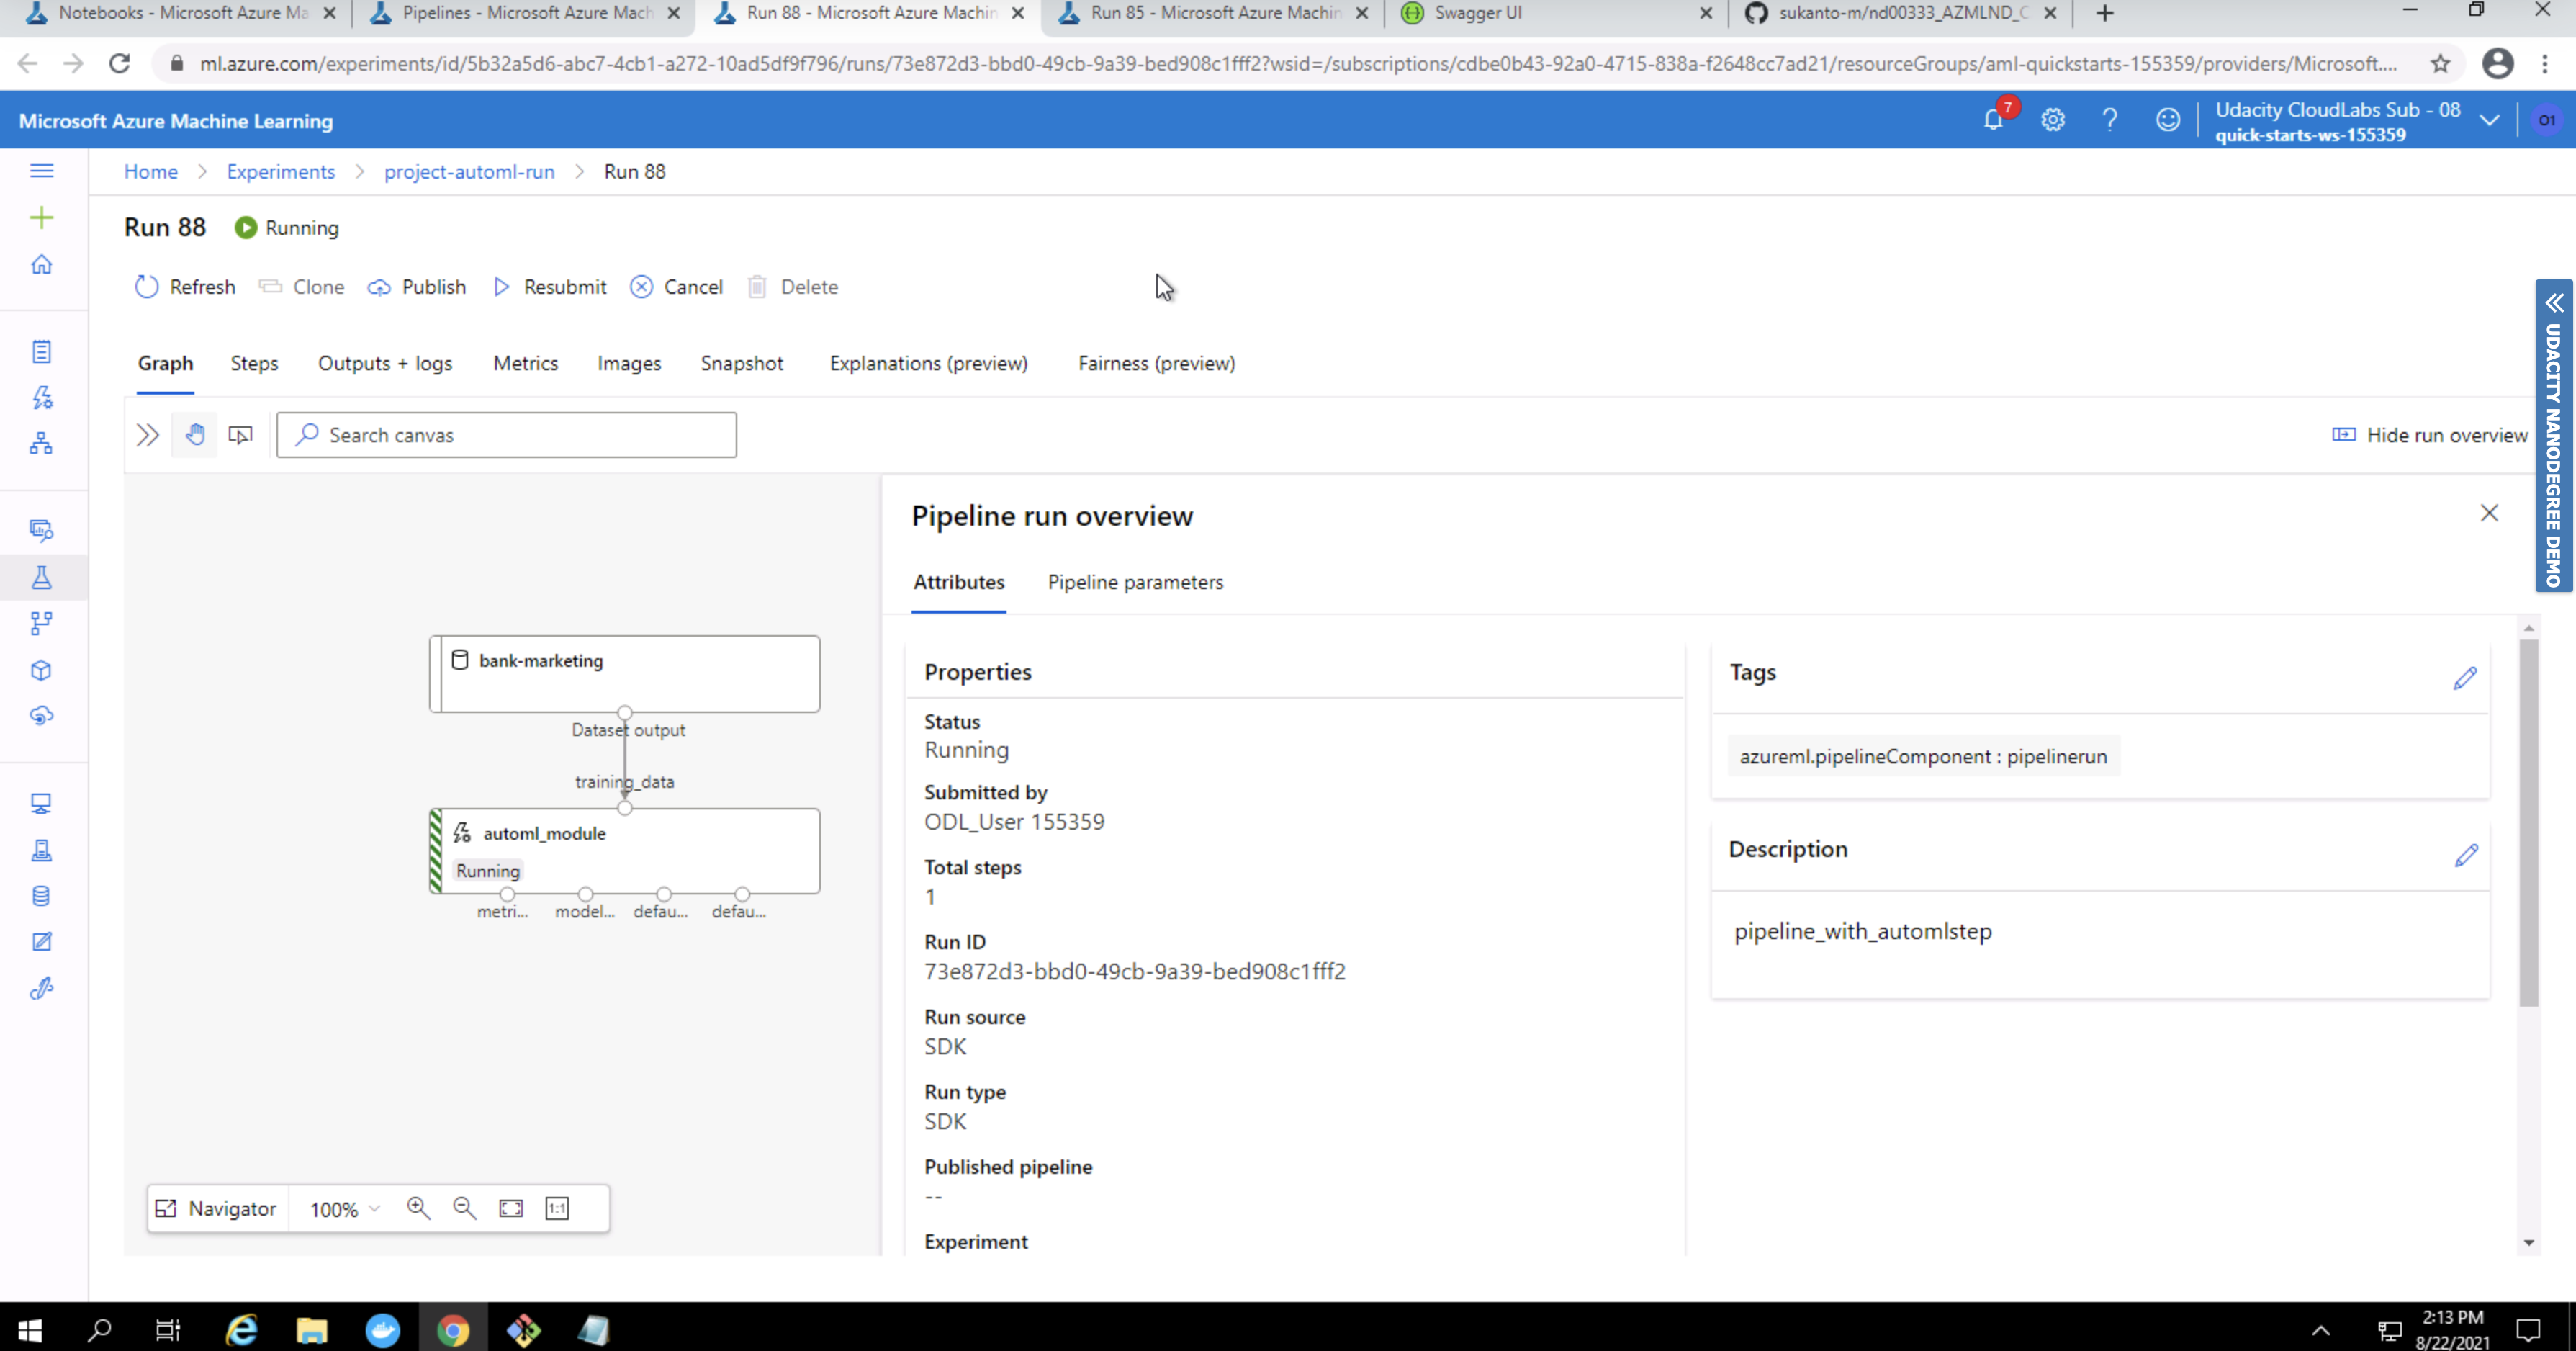 Notebooks - Microsoft Azure Ma
Pipelines - Microsoft Azure Mach
Run 88 - Microsoft Azure Machin
Run 85 - Microsoft Azure Machin
Swagger UI
sukanto-m/nd00333_AZMLND_C
ml.azure.com/experiments/id/5b32a5d6-abc7-4cb1-a272-10ad5df9f796/runs/73e872d3-bbd0-49cb-9a39-bed908c1fff2?wsid=/subscriptions/cdbe0b43-92a0-4715-838a-f2648cc7ad21/resourceGroups/aml-quickstarts-155359/providers/Microsoft....
Microsoft Azure Machine Learning
7
Udacity CloudLabs Sub - 08
quick-starts-ws-155359
O1
Home > Experiments > project-automl-run > Run 88
Run 88 Running
Refresh Clone Publish Resubmit Cancel Delete
Graph Steps Outputs + logs Metrics Images Snapshot Explanations (preview) Fairness (preview)
Search canvas
Hide run overview
UDACITY NANODEGREE DEMO
bank-marketing
Dataset output
training_data
automl_module
Running
metri... model... defau... defau...
Navigator 100% 1:1
Pipeline run overview
Attributes Pipeline parameters
Properties
Status
Running
Submitted by
ODL_User 155359
Total steps
1
Run ID
73e872d3-bbd0-49cb-9a39-bed908c1fff2
Run source
SDK
Run type
SDK
Published pipeline
--
Experiment
Tags
azureml.pipelineComponent : pipelinerun
Description
pipeline_with_automlstep
2:13 PM
8/22/2021